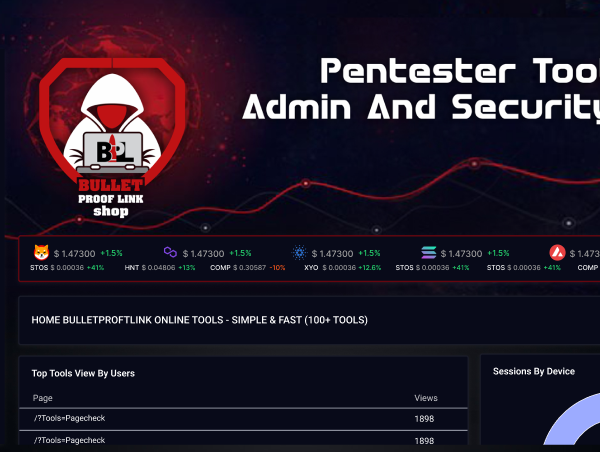 Pentester Too
Admin And Security
BPL
BULLET
PROOF LINK
shop
$ 1.47300 +1.5% $ 1.47300 +1.5% $ 1.47300 +1.5% $ 1.47300 +1.5% $ 1.473
STOS $ 0.00036 +41% HNT $ 0.04806 +13% COMP $ 0.30587 -10% XYO $ 0.00036 +12.6% STOS $ 0.00036 +41% STOS $ 0.00036 +41% COMP
HOME BULLETPROFTLINK ONLINE TOOLS - SIMPLE & FAST (100+ TOOLS)
Top Tools View By Users
Sessions By Device
Page Views
/?Tools=Pagecheck 1898
/?Tools=Pagecheck 1898